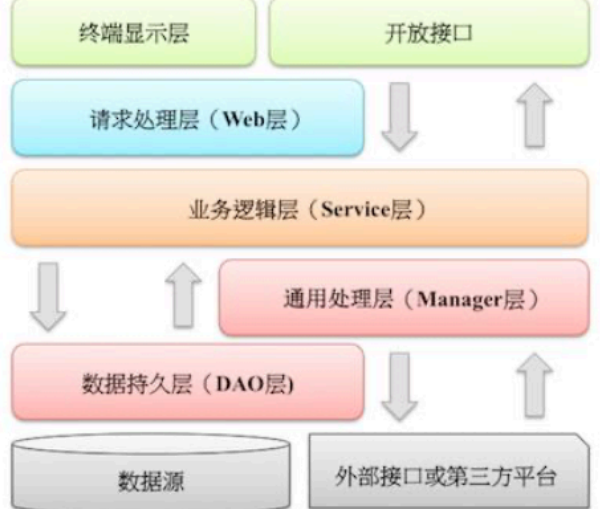 终端显示层
开放接口
请求处理层（Web层）
业务逻辑层（Service层）
通用处理层（Manager层）
数据持久层（DAO层)
数据源
外部接口或第三方平台